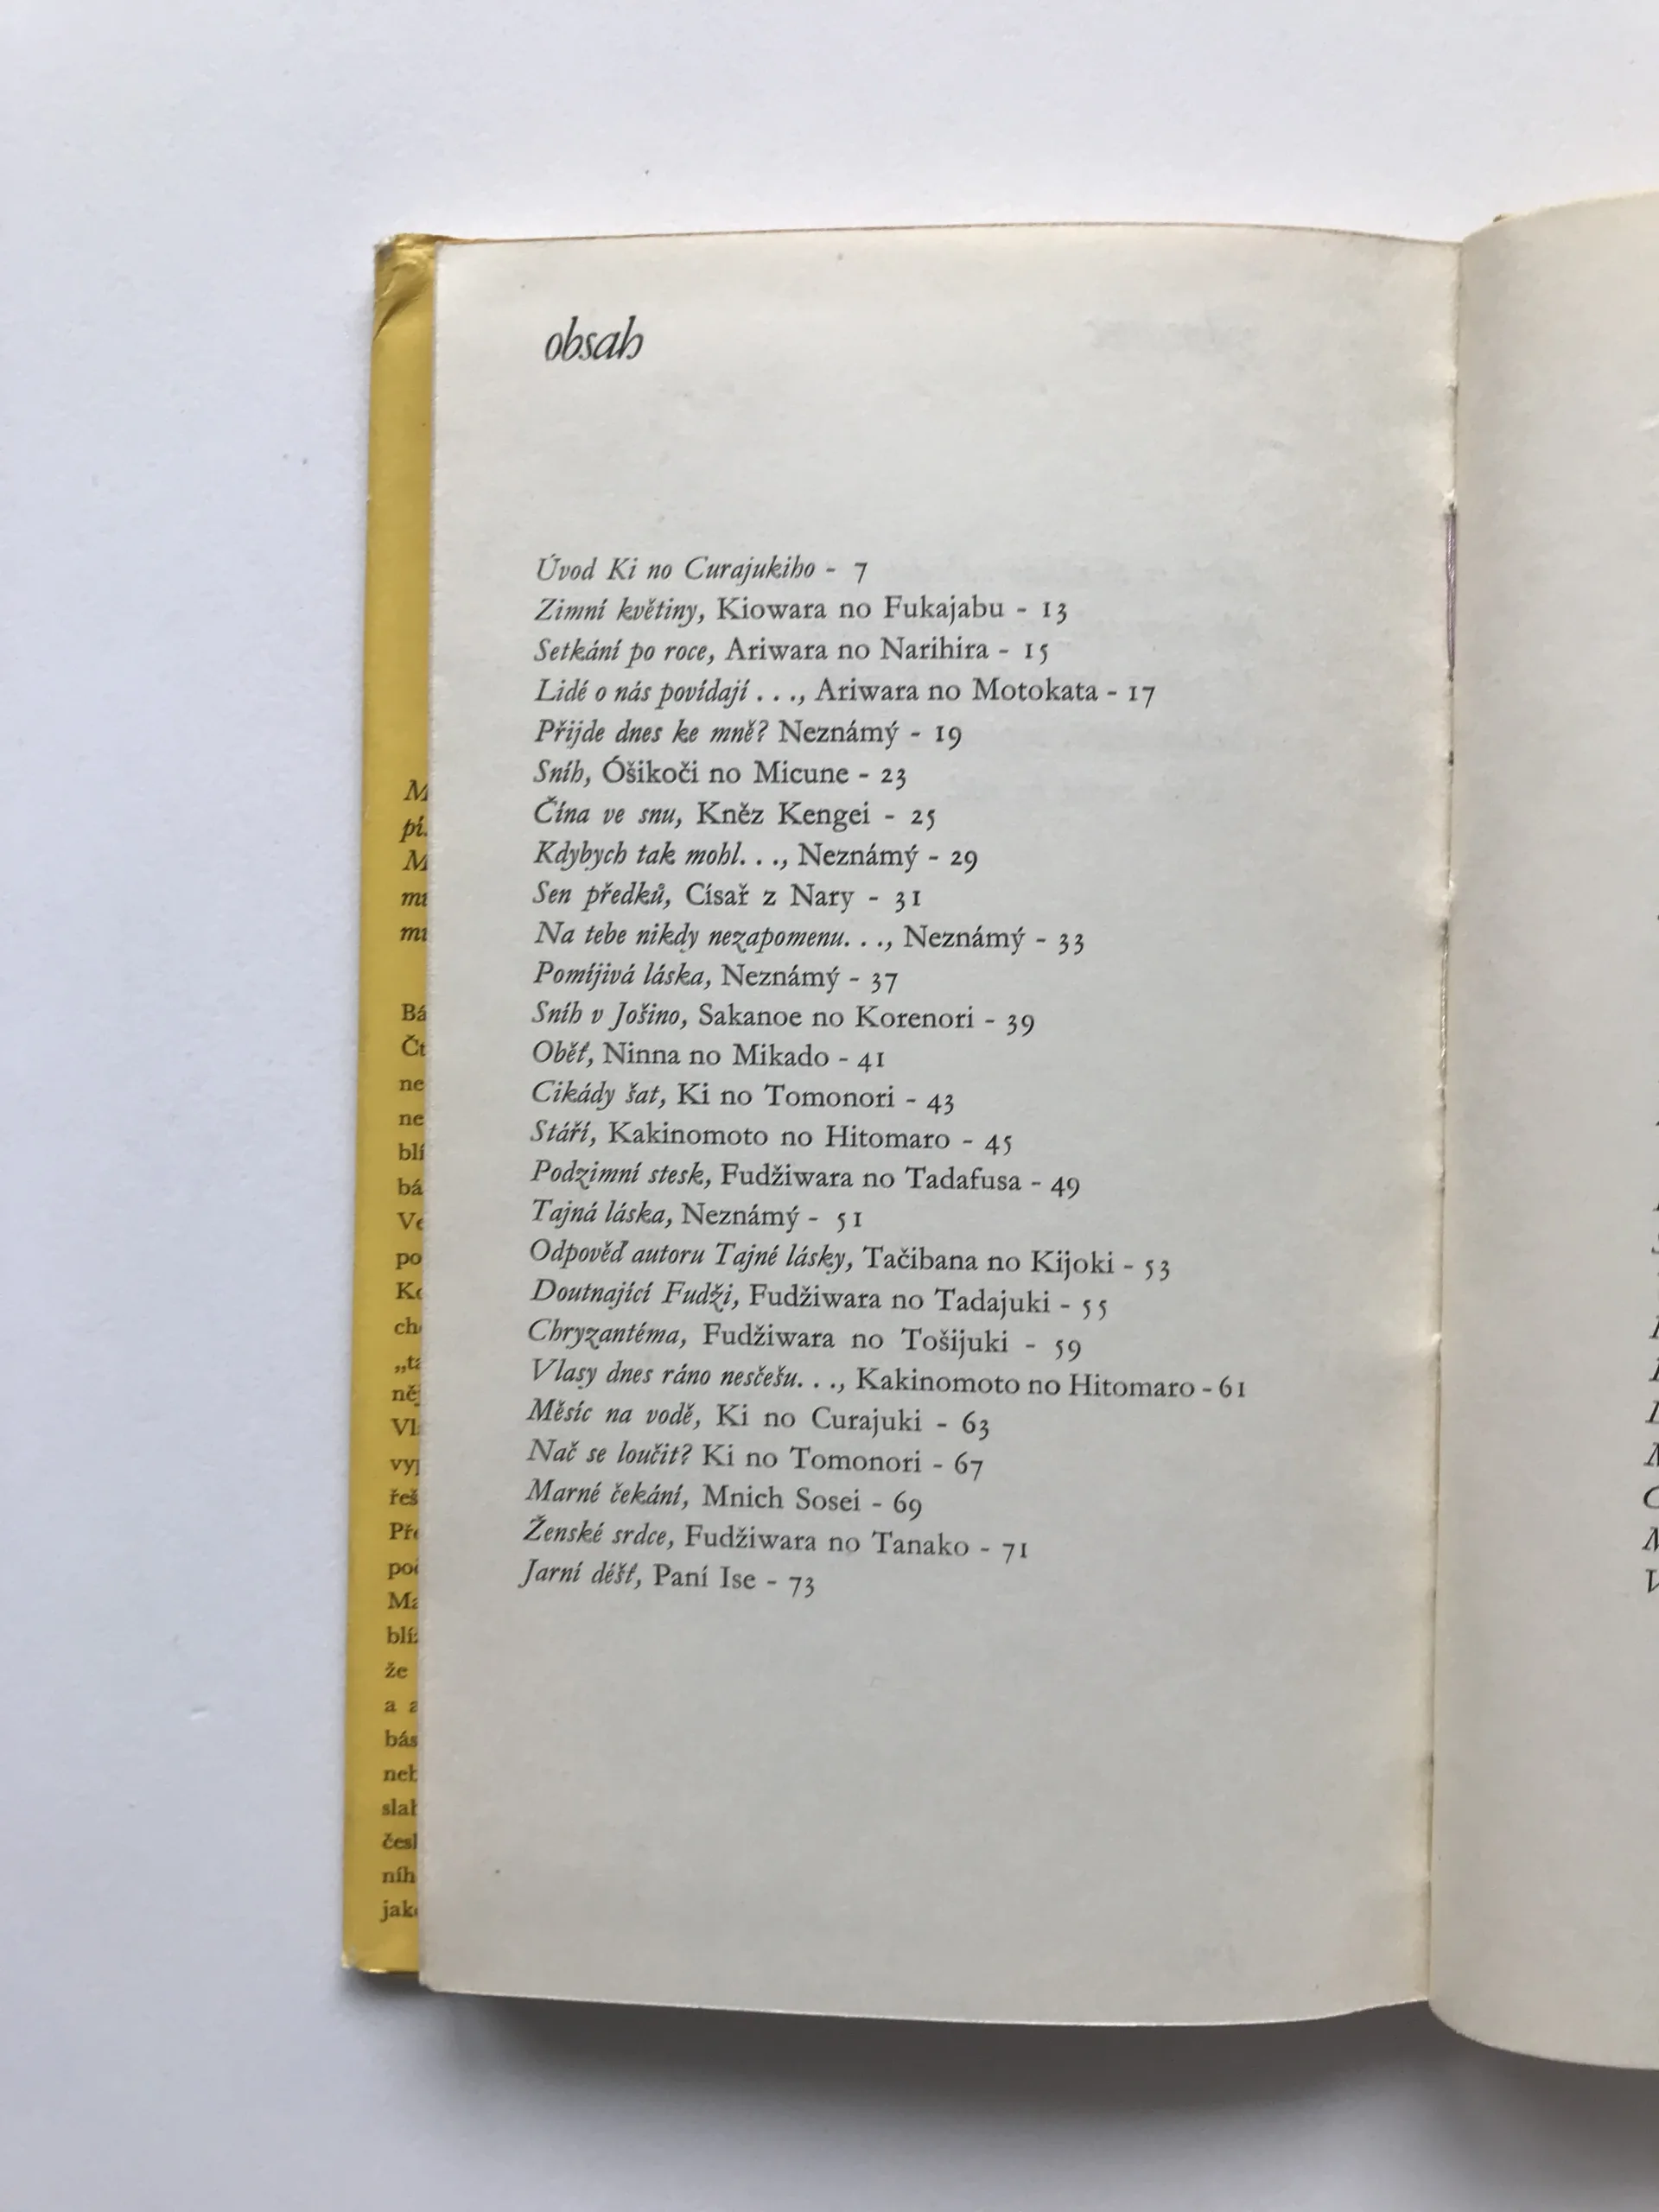 obsah
Úvod Ki no Curajukiho - 7
Zimní květiny, Kiowara no Fukajabu - 13
Setkání po roce, Ariwara no Narihira - 15
Lidé o nás povídají . . ., Ariwara no Motokata - 17
Přijde dnes ke mně? Neznámý - 19
Sníh, Óšikoči no Micune - 23
Čína ve snu, Kněz Kengei - 25
Kdybych tak mohl. . ., Neznámý - 29
Sen předků, Císař z Nary - 31
Na tebe nikdy nezapomenu. . ., Neznámý - 33
Pomíjivá láska, Neznámý - 37
Sníh v Jošino, Sakanoe no Korenori - 39
Oběť, Ninna no Mikado - 41
Cikády šat, Ki no Tomonori - 43
Stáří, Kakinomoto no Hitomaro - 45
Podzimní stesk, Fudžiwara no Tadafusa - 49
Tajná láska, Neznámý - 51
Odpověď autoru Tajné lásky, Tačibana no Kijoki - 53
Doutnající Fudži, Fudžiwara no Tadajuki - 55
Chryzantéma, Fudžiwara no Tošijuki - 59
Vlasy dnes ráno nesčešu. . ., Kakinomoto no Hitomaro - 61
Měsíc na vodě, Ki no Curajuki - 63
Nač se loučit? Ki no Tomonori - 67
Marné čekání, Mnich Sosei - 69
Ženské srdce, Fudžiwara no Tanako - 71
Jarní déšť, Paní Ise - 73